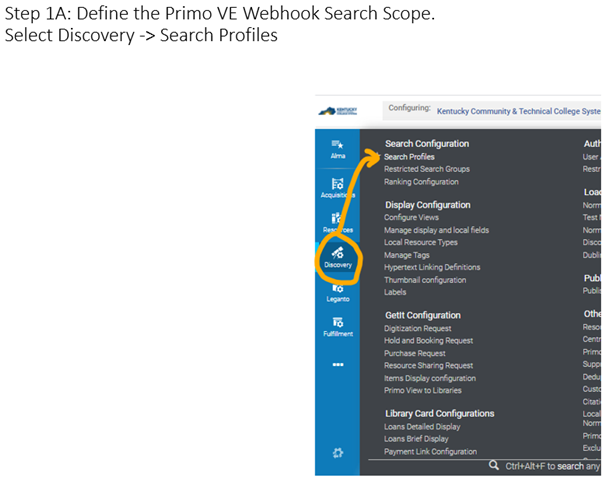 Step 1A: Define the Primo VE Webhook Search Scope.
Select Discovery -> Search Profiles
KENTUCKY
Configuring: Kentucky Community & Technical College Syste
Alma
Acquisitions
Resources
Discovery
Leganto
Fulfillment
Search Configuration
Search Profiles
Restricted Search Groups
Ranking Configuration
Display Configuration
Configure Views
Manage display and local fields
Local Resource Types
Manage Tags
Hypertext Linking Definitions
Thumbnail configuration
Labels
GetIt Configuration
Digitization Request
Hold and Booking Request
Purchase Request
Resource Sharing Request
Items Display configuration
Primo View to Libraries
Library Card Configurations
Loans Detailed Display
Loans Brief Display
Payment Link Configuration
Auth
User
Restr
Load
Norm
Test
Norm
Disco
Dubli
Publ
Publi
Othe
Resou
Centr
Primo
Supp
Dedu
Custo
Citati
Local
Norm
Primo
Exclu
Ctrl+Alt+F to search any